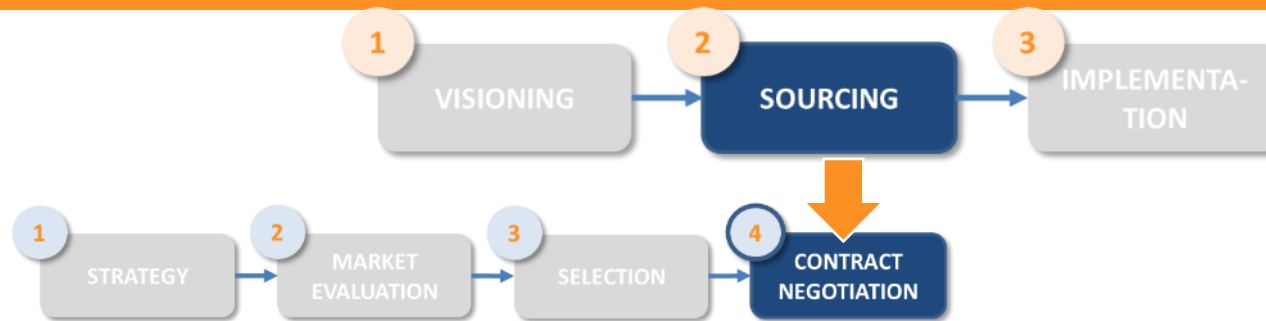 1
VISIONING
2
SOURCING
3
IMPLEMENTA-
TION
1
STRATEGY
2
MARKET
EVALUATION
3
SELECTION
4
CONTRACT
NEGOTIATION